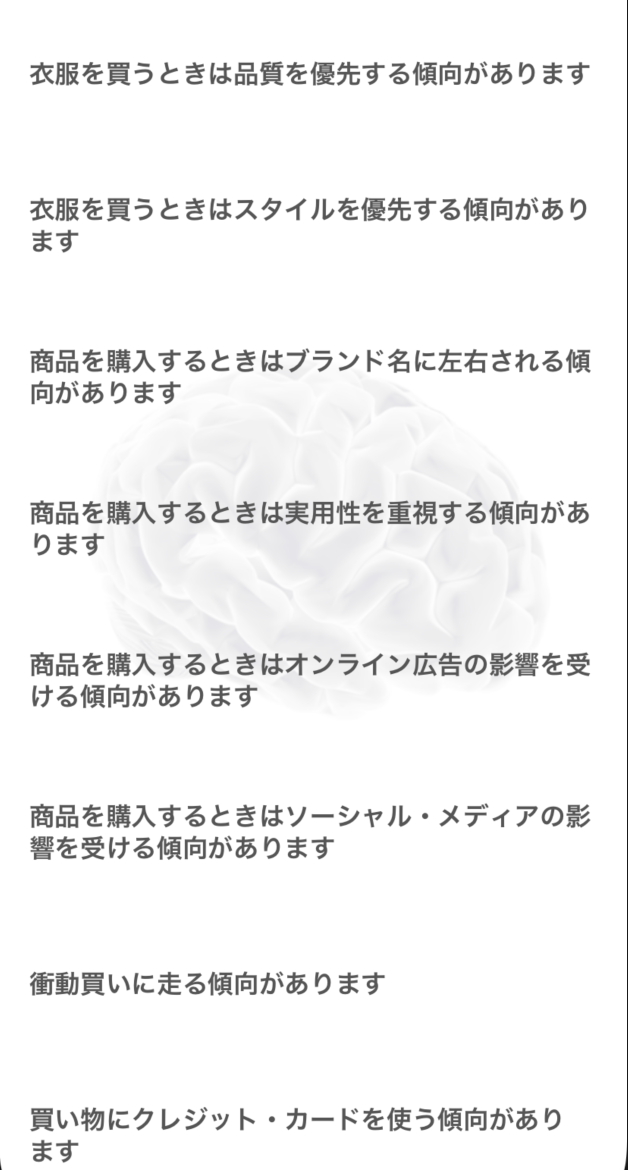 衣服を買うときは品質を優先する傾向があります
衣服を買うときはスタイルを優先する傾向があり
ます
商品を購入するときはブランド名に左右される傾
向があります
商品を購入するときは実用性を重視する傾向があ
ります
商品を購入するときはオンライン広告の影響を受
ける傾向があります
商品を購入するときはソーシャル・メディアの影
響を受ける傾向があります
衝動買いに走る傾向があります
買い物にクレジット・カードを使う傾向があり
ます